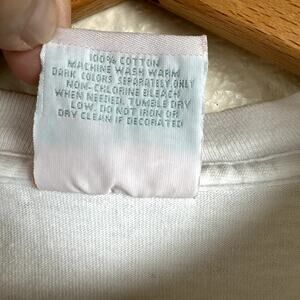 100% COTTON
MACHINE WASH WARM
DARK COLORS SEPARATELY ONLY
NON-CHLORINE BLEACH
WHEN NEEDED. TUMBLE DRY
LOW. DO NOT IRON OR
DRY CLEAN IF DECORATED